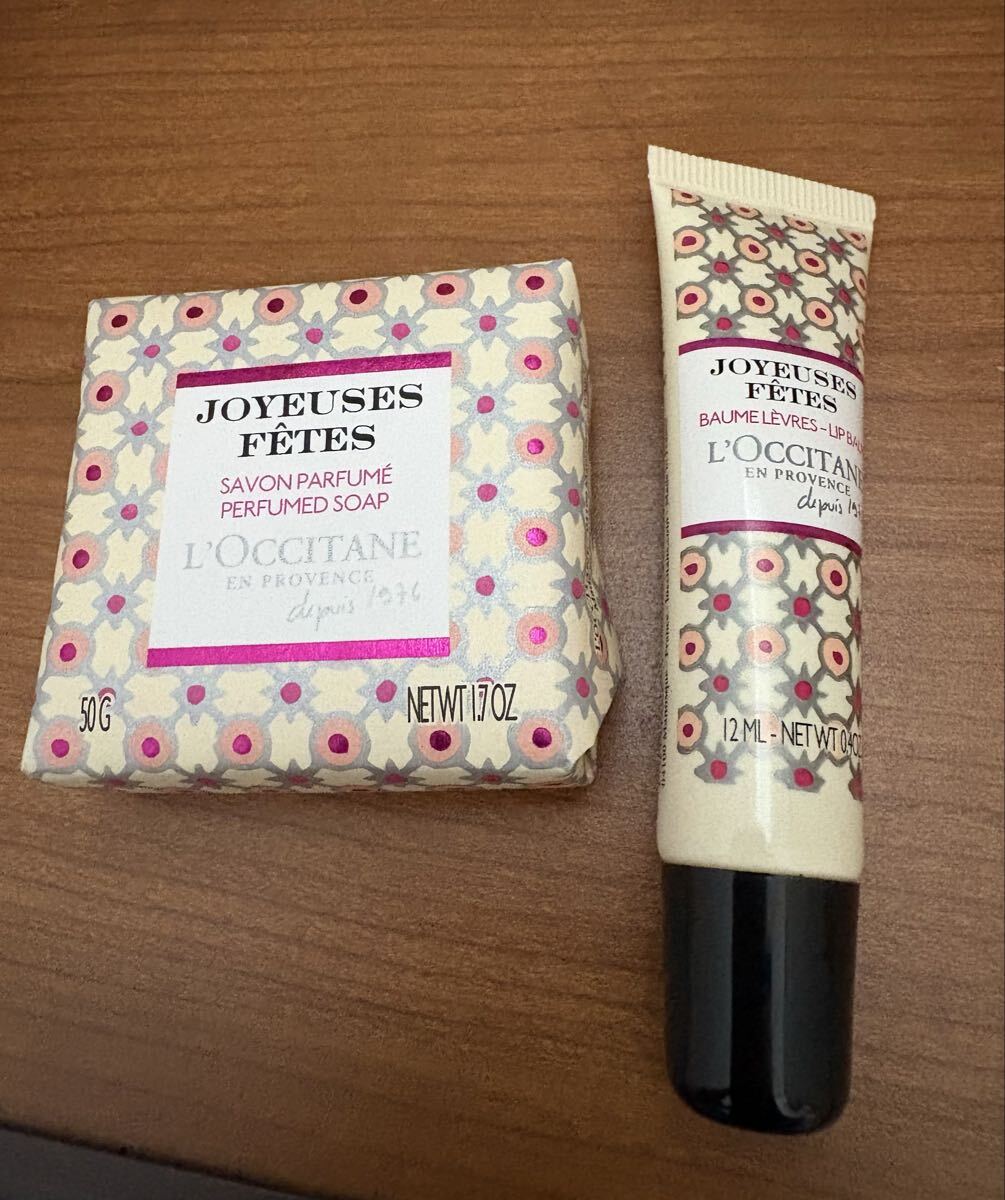 JOYEUSES
FÊTES
SAVON PARFUMÉ
PERFUMED SOAP
L'OCCITANE
EN PROVENCE
depuis 1976
50 G
NET WT 1.7 OZ
JOYEUSES
FÊTES
BAUME LÈVRES - LIP BA
L'OCCITANE
EN PROVENCE
depuis 197
12 ML - NET WT 0.4 OZ